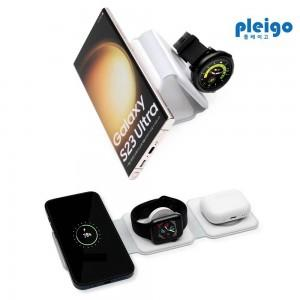 pleigo
플레이고
Galaxy
S23 Ultra